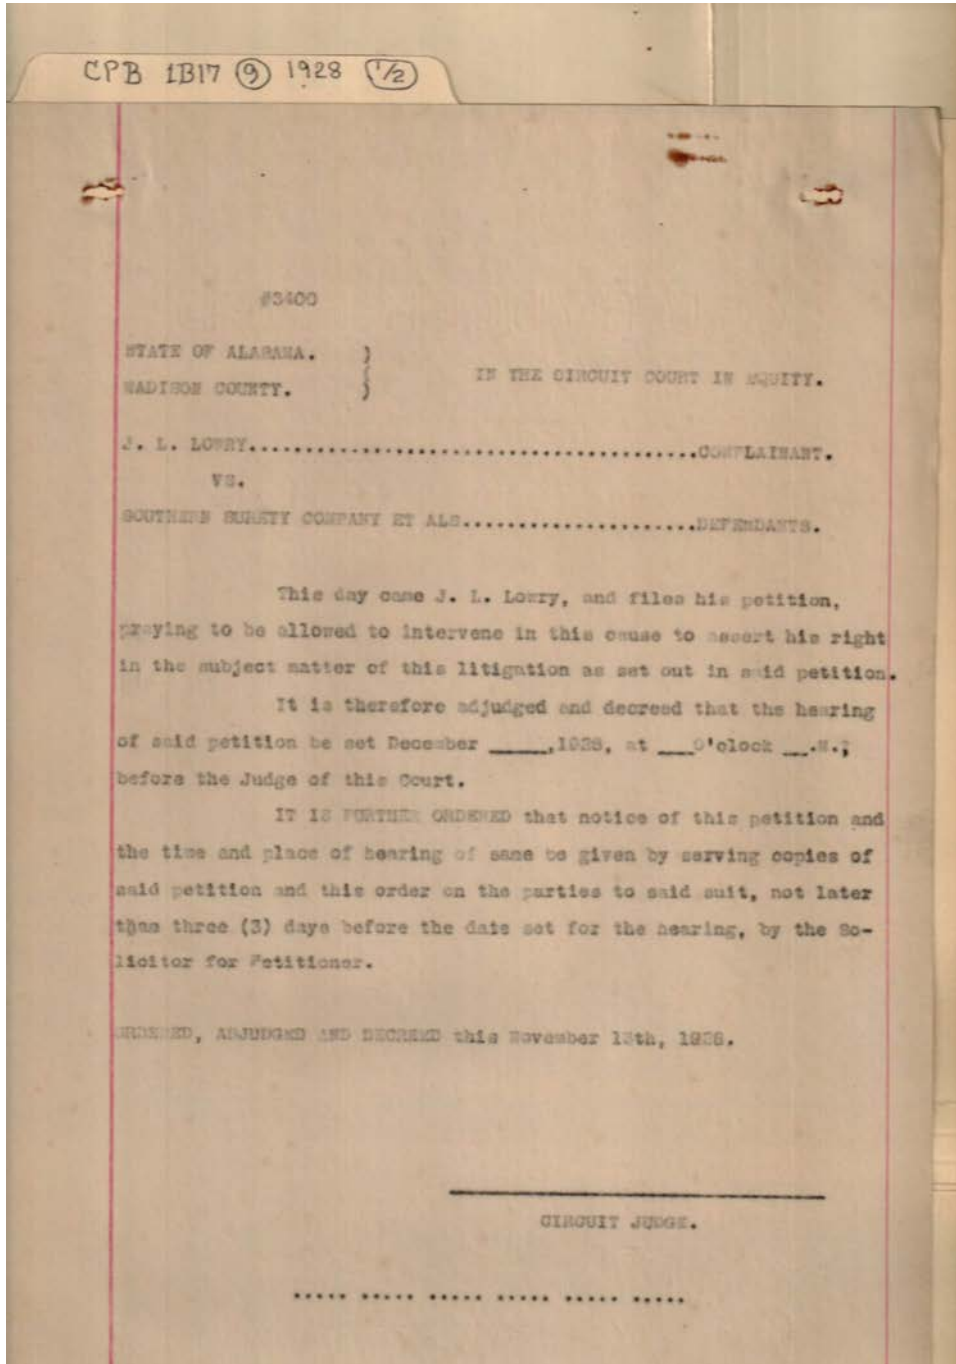 CPB 1B17 (9) 1928 (1/2)
#3400
STATE OF ALABAMA. )
MADISON COUNTY. ) IN THE CIRCUIT COURT IN EQUITY.
J. L. LOWRY.......................................COMPLAINANT.
VS.
SOUTHERN SURETY COMPANY ET ALS....................DEFENDANTS.
This day came J. L. Lowry, and files his petition,
praying to be allowed to intervene in this cause to assert his right
in the subject matter of this litigation as set out in said petition.
It is therefore adjudged and decreed that the hearing
of said petition be set December _____,1928, at ___O'clock __.M.,
before the Judge of this Court.
IT IS FURTHER ORDERED that notice of this petition and
the time and place of hearing of same be given by serving copies of
said petition and this order on the parties to said suit, not later
than three (3) days before the date set for the hearing, by the So-
licitor for Petitioner.
ORDERED, ADJUDGED AND DECREED this November 13th, 1928.
CIRCUIT JUDGE.
..... ..... ..... ..... ..... .....